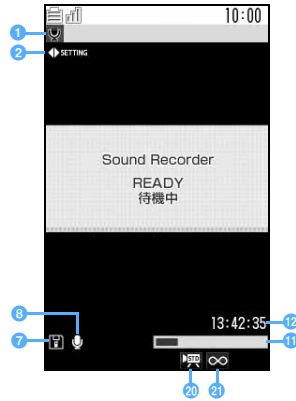 10:00
1
2 SETTING
Sound Recorder
READY
待機中
8
13:42:35 12
7 11
STD
20 21